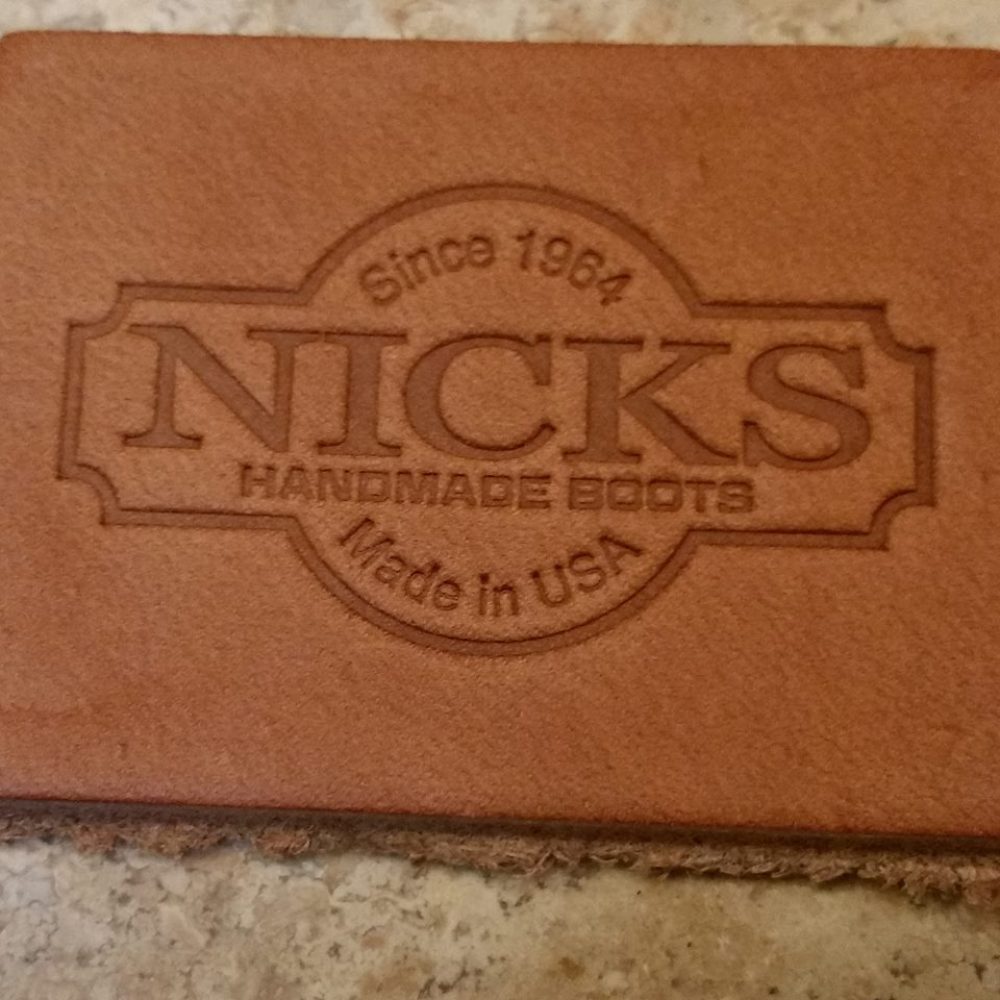 Since 1964
NICKS
HANDMADE BOOTS
Made in USA